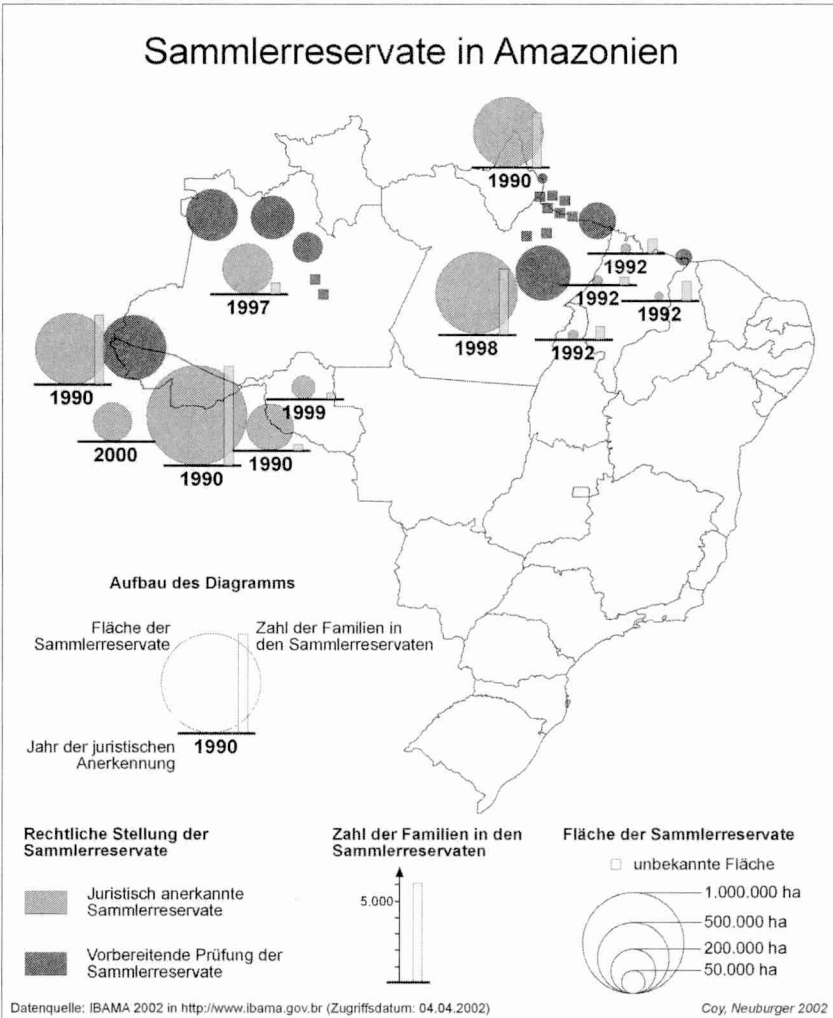 Sammlerreservate in Amazonien
1990
1997
1992
1992
1992
1998
1992
1990
1999
2000
1990
1990
Aufbau des Diagramms
Fläche der
Sammlerreservate
Zahl der Familien in
den Sammlerreservaten
Jahr der juristischen
Anerkennung
1990
Rechtliche Stellung der
Sammlerreservate
Juristisch anerkannte
Sammlerreservate
Vorbereitende Prüfung der
Sammlerreservate
Zahl der Familien in den
Sammlerreservaten
5.000
Fläche der Sammlerreservate
unbekannte Fläche
1.000.000 ha
500.000 ha
200.000 ha
50.000 ha
Datenquelle: IBAMA 2002 in http://www.ibama.gov.br (Zugriffsdatum: 04.04.2002)
Coy, Neuburger 2002